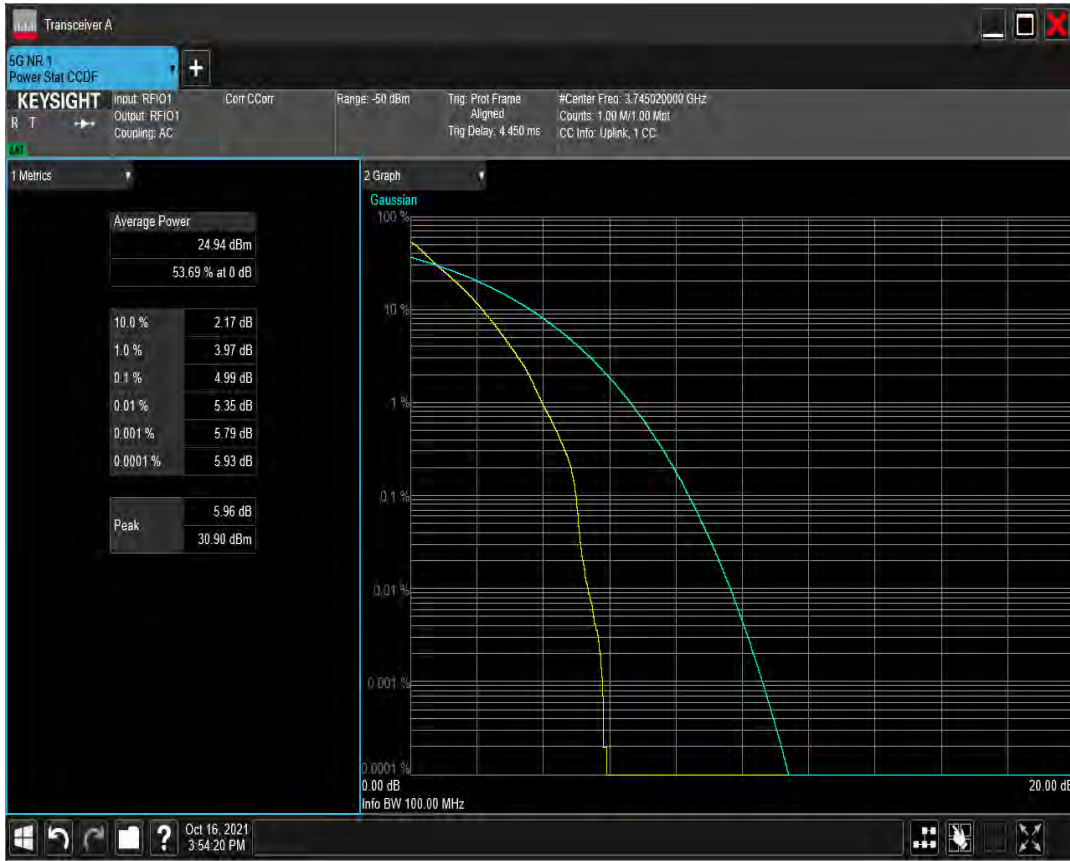 Transceiver A
5G NR 1
Power Stat CCDF
+
KEYSIGHT
R T
LXI
Input: RFIO1
Output: RFIO1
Coupling: AC
Corr CCorr
Range: -50 dBm
Trig: Prot Frame
Aligned
Trig Delay: 4.450 ms
#Center Freq: 3.745020000 GHz
Counts: 1.00 M/1.00 Mpt
CC Info: Uplink, 1 CC
1 Metrics
Average Power
24.94 dBm
53.69 % at 0 dB
10.0 % 2.17 dB
1.0 % 3.97 dB
0.1 % 4.99 dB
0.01 % 5.35 dB
0.001 % 5.79 dB
0.0001 % 5.93 dB
Peak
5.96 dB
30.90 dBm
2 Graph
Gaussian
100 %
10 %
1 %
0.1 %
0.01 %
0.001 %
0.0001 %
0.00 dB
20.00 dB
Info BW 100.00 MHz
?
Oct 16, 2021
3:54:20 PM